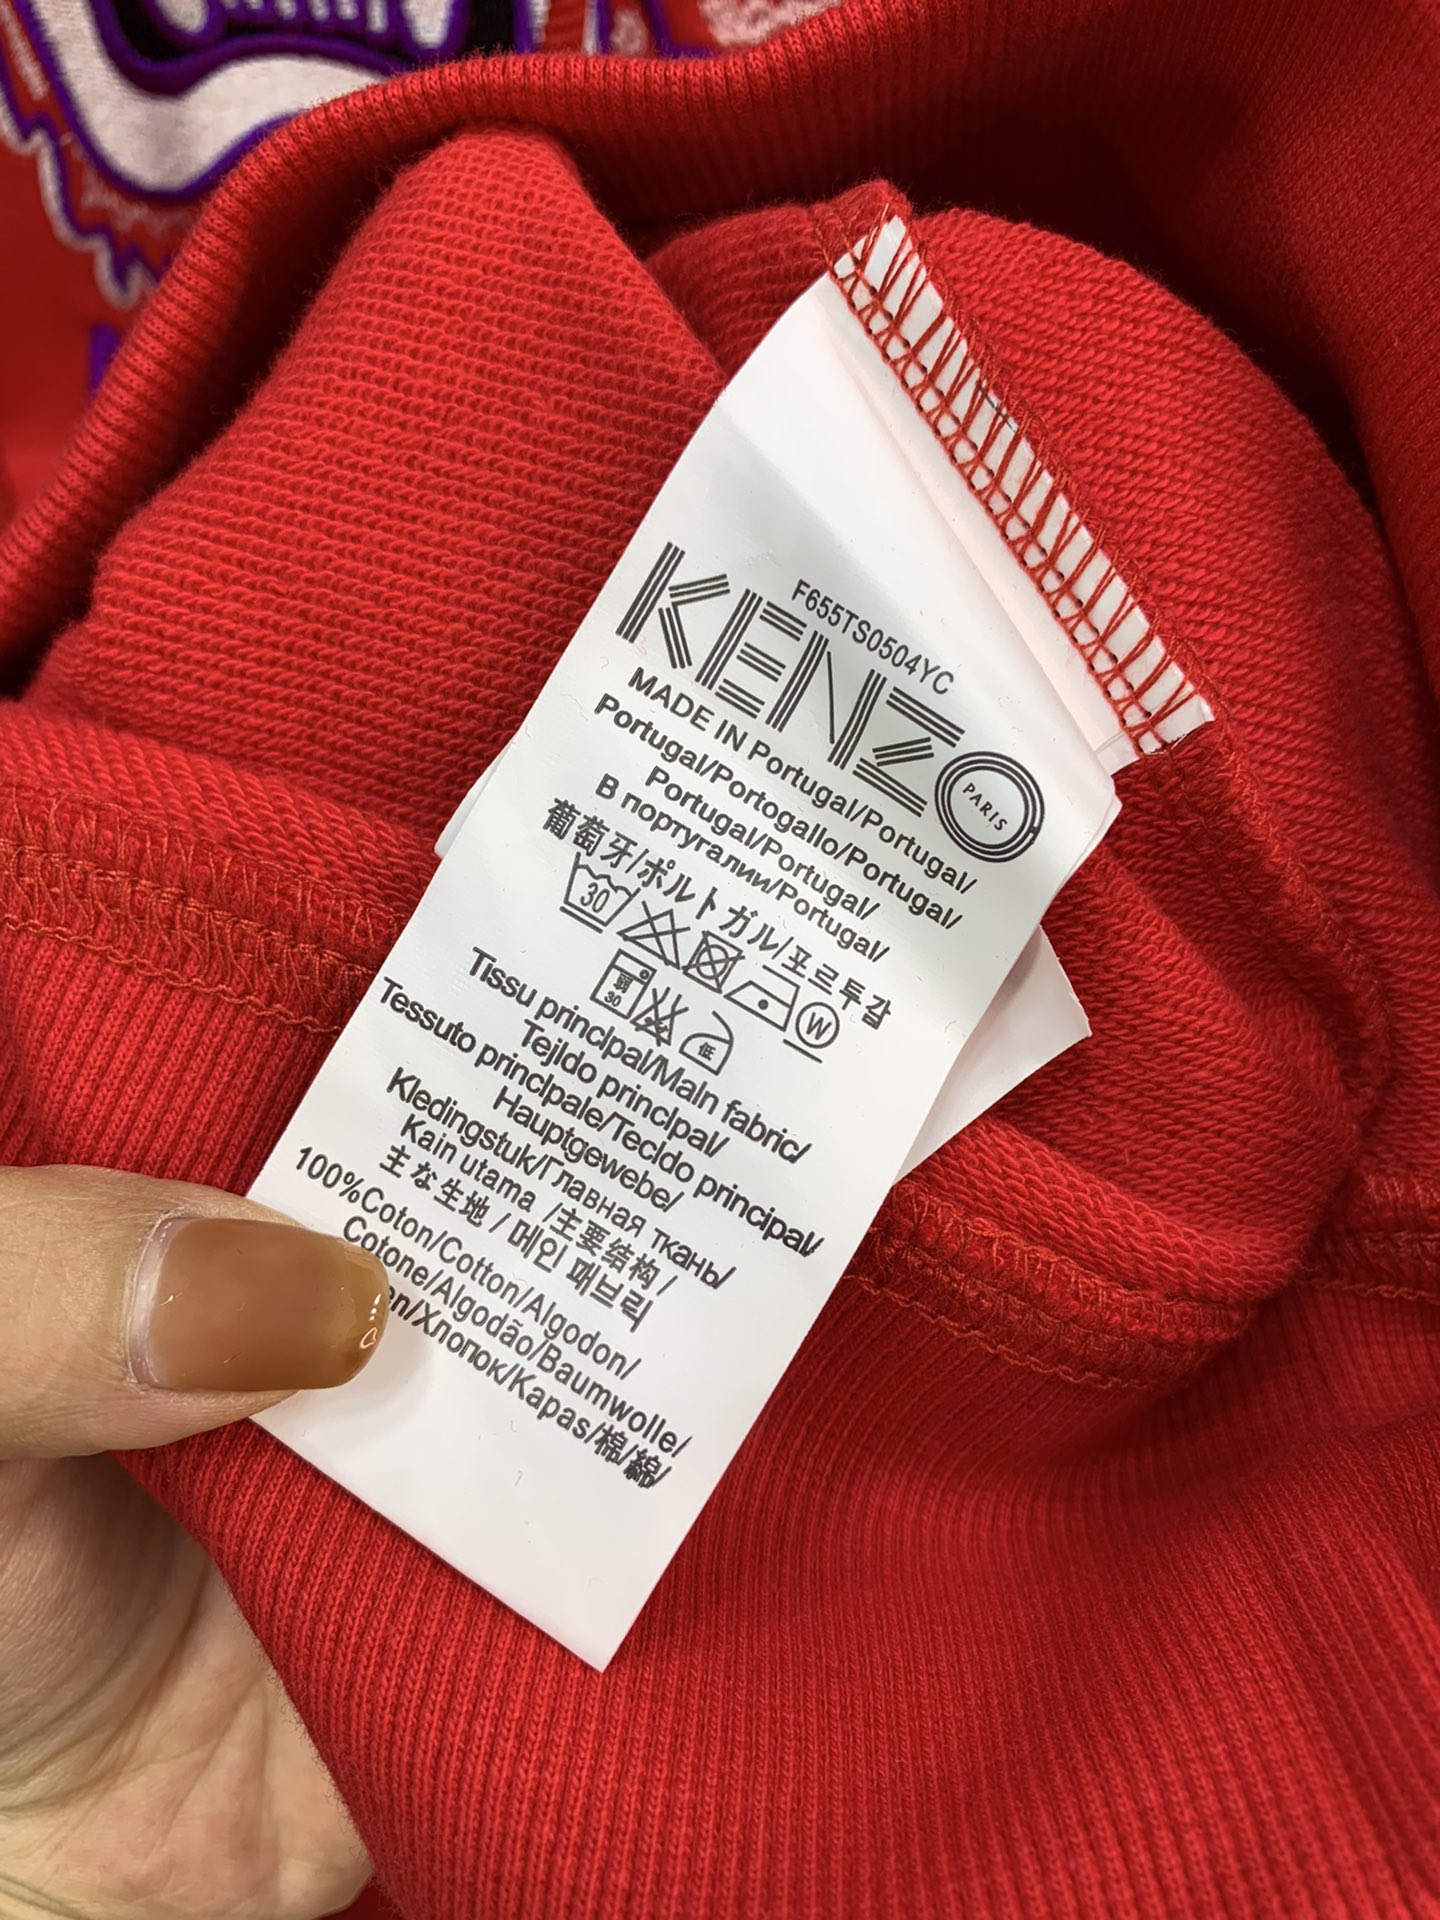 F655TS0504YC
KENZO
PARIS
MADE IN Portugal/Portugal/
Portugal/Portogallo/Portugal/
Portugal/Portugal/
В португалии/Portugal/
葡萄牙/ポルトガル/포르투갈
30
W
弱
30
低
Tissu principal/Main fabric/
Tejido principal/
Tessuto principale/Tecido principal/
Hauptgewebe/
Kledingstuk/Главная ткань/
Kain utama /主要结构/
主な生地 / 메인 패브리
100%Coton/Cotton/Algodon/
Cotone/Algodão/Baumwolle/
/Хлопок/Kapas/棉/綿/